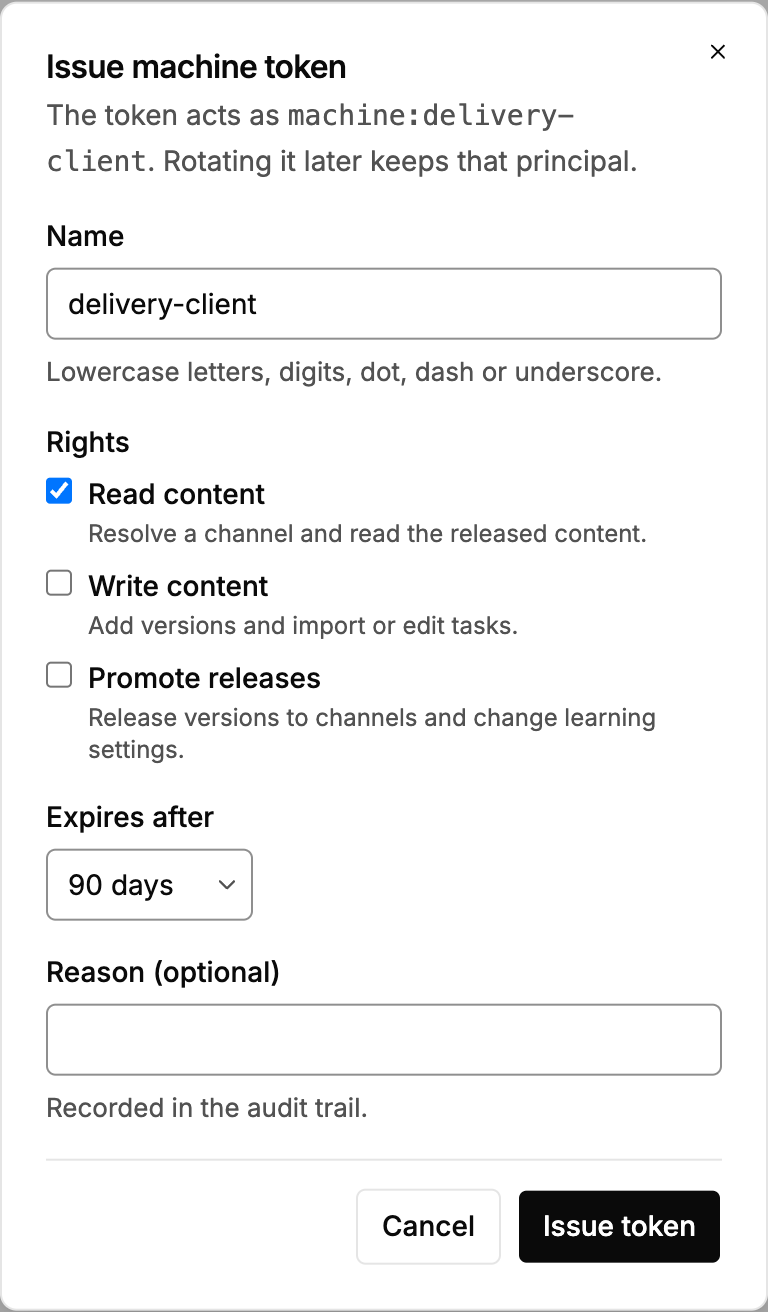 Issue machine token
The token acts as machine:delivery-
client. Rotating it later keeps that principal.
Name
delivery-client
Lowercase letters, digits, dot, dash or underscore.
Rights
Read content
Resolve a channel and read the released content.
Write content
Add versions and import or edit tasks.
Promote releases
Release versions to channels and change learning
settings.
Expires after
90 days
Reason (optional)
Recorded in the audit trail.
Cancel
Issue token